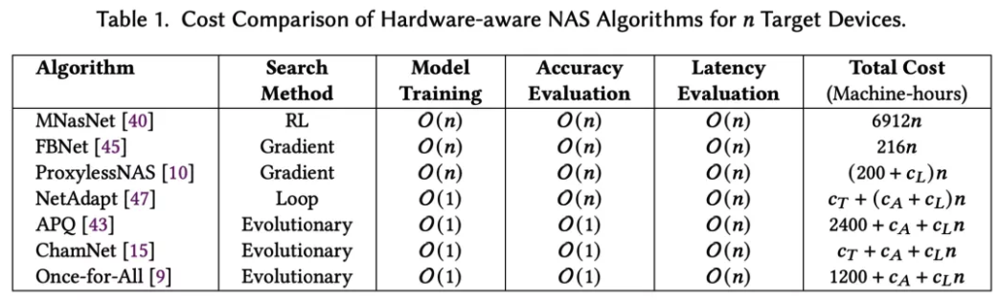 Table 1. Cost Comparison of Hardware-aware NAS Algorithms for n Target Devices.
Algorithm Search Method Model Training Accuracy Evaluation Latency Evaluation Total Cost (Machine-hours)
MNasNet [40] RL O(n) O(n) O(n) 6912n
FBNet [45] Gradient O(n) O(n) O(n) 216n
ProxylessNAS [10] Gradient O(n) O(n) O(n) (200 + c_L)n
NetAdapt [47] Loop O(1) O(n) O(n) c_T + (c_A + c_L)n
APQ [43] Evolutionary O(1) O(1) O(n) 2400 + c_A + c_Ln
ChamNet [15] Evolutionary O(1) O(1) O(n) c_T + c_A + c_Ln
Once-for-All [9] Evolutionary O(1) O(1) O(n) 1200 + c_A + c_Ln